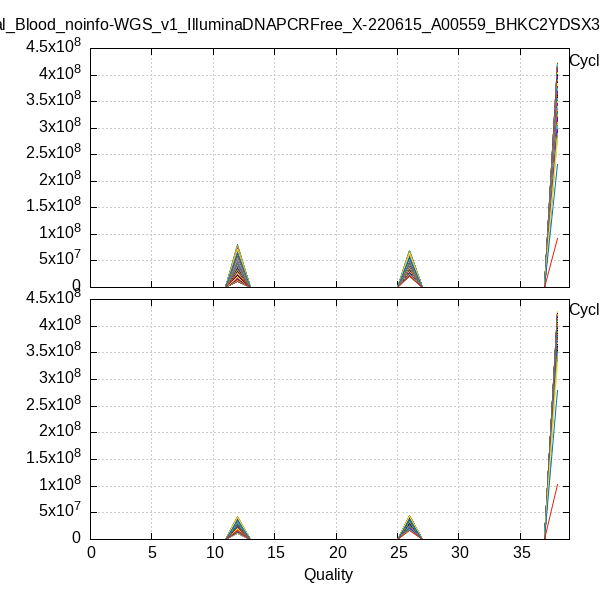 al_Blood_noinfo-WGS_v1_IlluminaDNAPCRFree_X-220615_A00559_BHKC2YDSX3
4.5x10⁸
4x10⁸
3.5x10⁸
3x10⁸
2.5x10⁸
2x10⁸
1.5x10⁸
1x10⁸
5x10⁷
0
Cycl
4.5x10⁸
4x10⁸
3.5x10⁸
3x10⁸
2.5x10⁸
2x10⁸
1.5x10⁸
1x10⁸
5x10⁷
0
Cycl
0 5 10 15 20 25 30 35
Quality